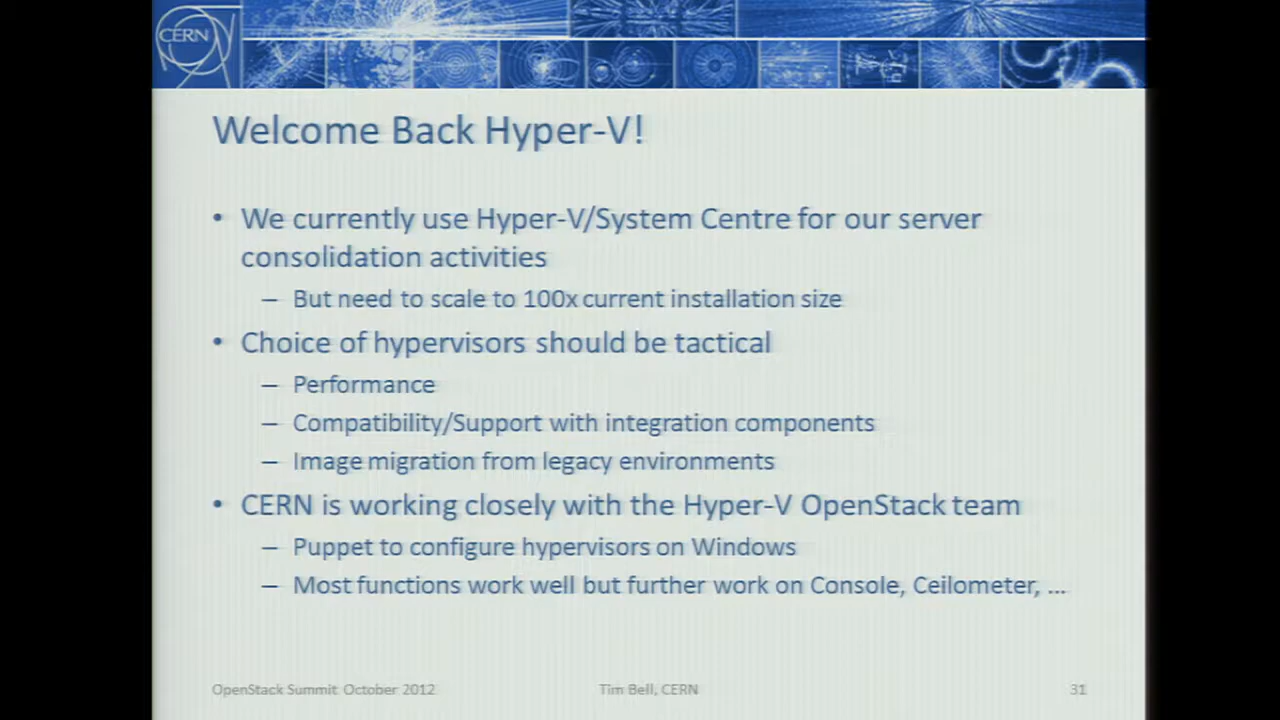 CERN
Welcome Back Hyper-V!
• We currently use Hyper-V/System Centre for our server
consolidation activities
– But need to scale to 100x current installation size
• Choice of hypervisors should be tactical
– Performance
– Compatibility/Support with integration components
– Image migration from legacy environments
• CERN is working closely with the Hyper-V OpenStack team
– Puppet to configure hypervisors on Windows
– Most functions work well but further work on Console, Ceilometer, ...
OpenStack Summit October 2012 Tim Bell, CERN 31